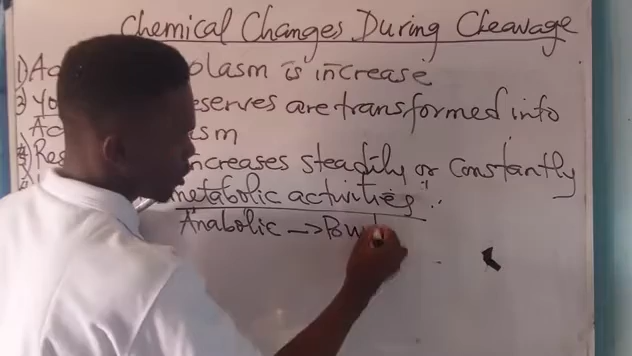 Chemical Changes During Cleavage
1) Ac plasm is increase
2 Yo eserves are transformed into
Ac sm
Res ncreases steadily or constantly
metabolic activities
Anabolic → Bu